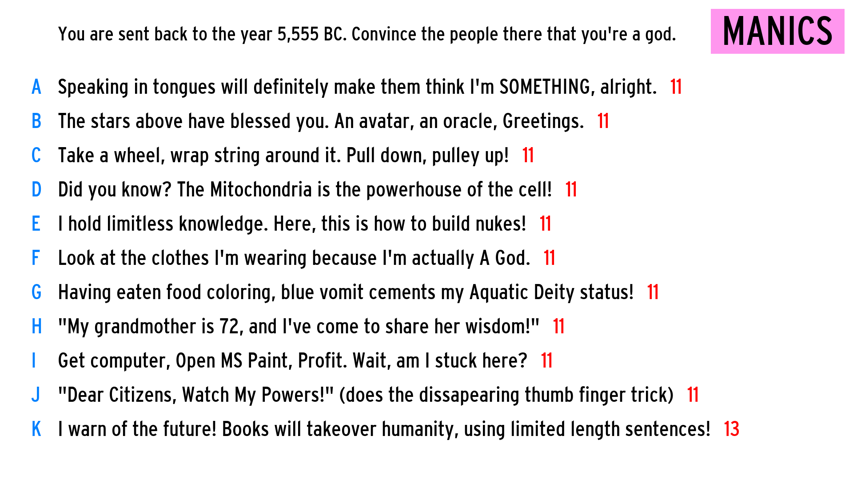 You are sent back to the year 5,555 BC. Convince the people there that you're a god.
MANICS
A Speaking in tongues will definitely make them think I'm SOMETHING, alright. 11
B The stars above have blessed you. An avatar, an oracle, Greetings. 11
C Take a wheel, wrap string around it. Pull down, pulley up! 11
D Did you know? The Mitochondria is the powerhouse of the cell! 11
E I hold limitless knowledge. Here, this is how to build nukes! 11
F Look at the clothes I'm wearing because I'm actually A God. 11
G Having eaten food coloring, blue vomit cements my Aquatic Deity status! 11
H "My grandmother is 72, and I've come to share her wisdom!" 11
I Get computer, Open MS Paint, Profit. Wait, am I stuck here? 11
J "Dear Citizens, Watch My Powers!" (does the dissapearing thumb finger trick) 11
K I warn of the future! Books will takeover humanity, using limited length sentences! 13